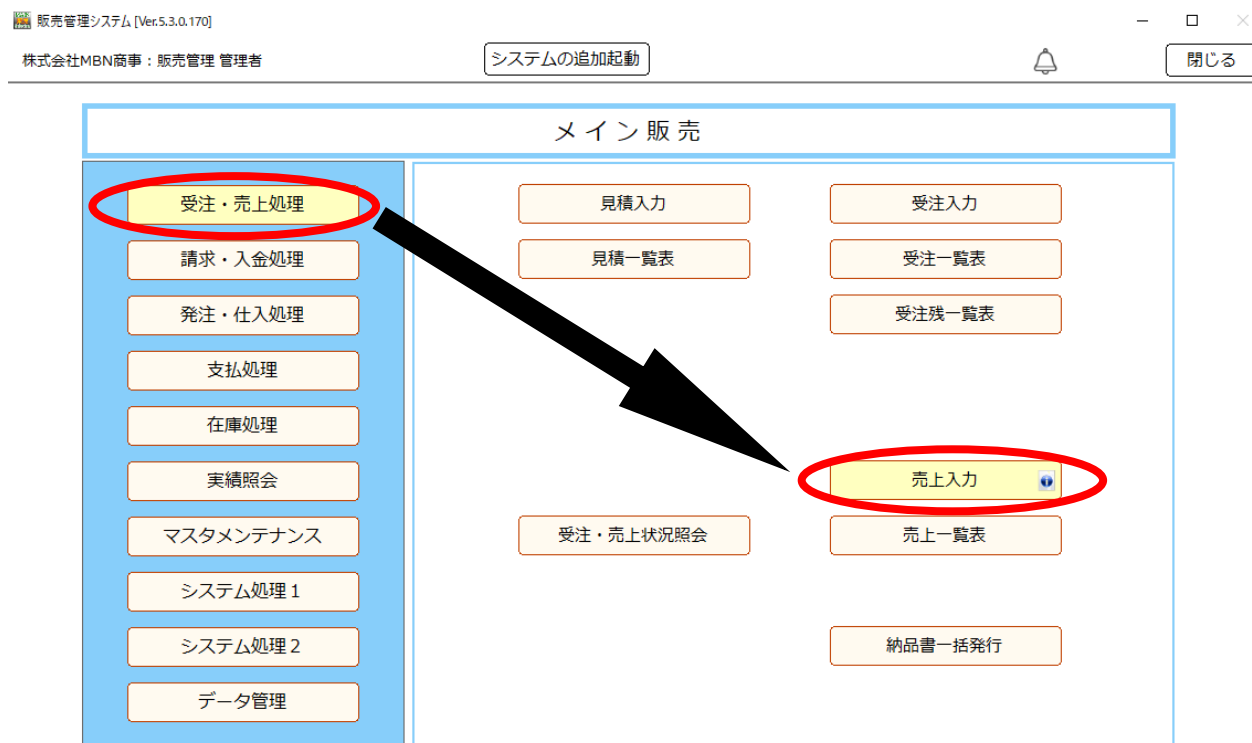 販売管理システム [Ver.5.3.0.170]
株式会社MBN商事：販売管理 管理者
システムの追加起動
閉じる
メイン販売
受注・売上処理
請求・入金処理
発注・仕入処理
支払処理
在庫処理
実績照会
マスタメンテナンス
システム処理１
システム処理２
データ管理
見積入力
受注入力
見積一覧表
受注一覧表
受注残一覧表
売上入力
受注・売上状況照会
売上一覧表
納品書一括発行